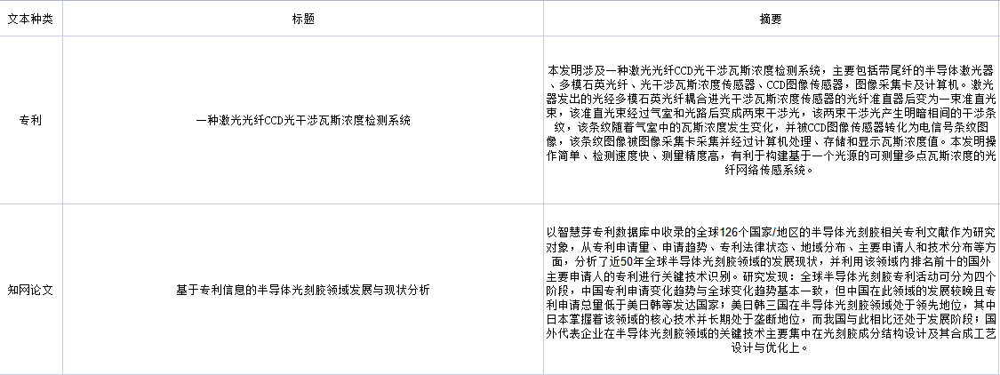 文本种类 标题 摘要
本发明涉及一种激光光纤CCD光干涉瓦斯浓度检测系统，主要包括带尾纤的半导体激光器
、多模石英光纤、光干涉瓦斯浓度传感器、CCD图像传感器，图像采集卡及计算机。激光
器发出的光经多模石英光纤耦合进光干涉瓦斯浓度传感器的光纤准直器后变为一束准直光
束，该准直光束经过气室和光路后变成两束干涉光，该两束干涉光产生明暗相间的干涉条
专利 一种激光光纤CCD光干涉瓦斯浓度检测系统 纹，该条纹随着气室中的瓦斯浓度发生变化，并被CCD图像传感器转化为电信号条纹图
像，该条纹图像被图像采集卡采集并经过计算机处理、存储和显示瓦斯浓度值。本发明操
作简单、检测速度快、测量精度高，有利于构建基于一个光源的可测量多点瓦斯浓度的光
纤网络传感系统。
以智慧芽专利数据库中收录的全球126个国家/地区的半导体光刻胶相关专利文献作为研究
对象，从专利申请量、申请趋势、专利法律状态、地域分布、主要申请人和技术分布等方
面，分析了近50年全球半导体光刻胶领域的发展现状，并利用该领域内排名前十的国外
主要申请人的专利进行关键技术识别。研究发现：全球半导体光刻胶专利活动可分为四个
知网论文 基于专利信息的半导体光刻胶领域发展与现状分析 阶段，中国专利申请变化趋势与全球变化趋势基本一致，但中国在此领域的发展较晚且专
利申请总量低于美日韩等发达国家；美日韩三国在半导体光刻胶领域处于领先地位，其中
日本掌握着该领域的核心技术并长期处于垄断地位，而我国与此相比还处于发展阶段；国
外代表企业在半导体光刻胶领域的关键技术主要集中在光刻胶成分结构设计及其合成工艺
设计与优化上。